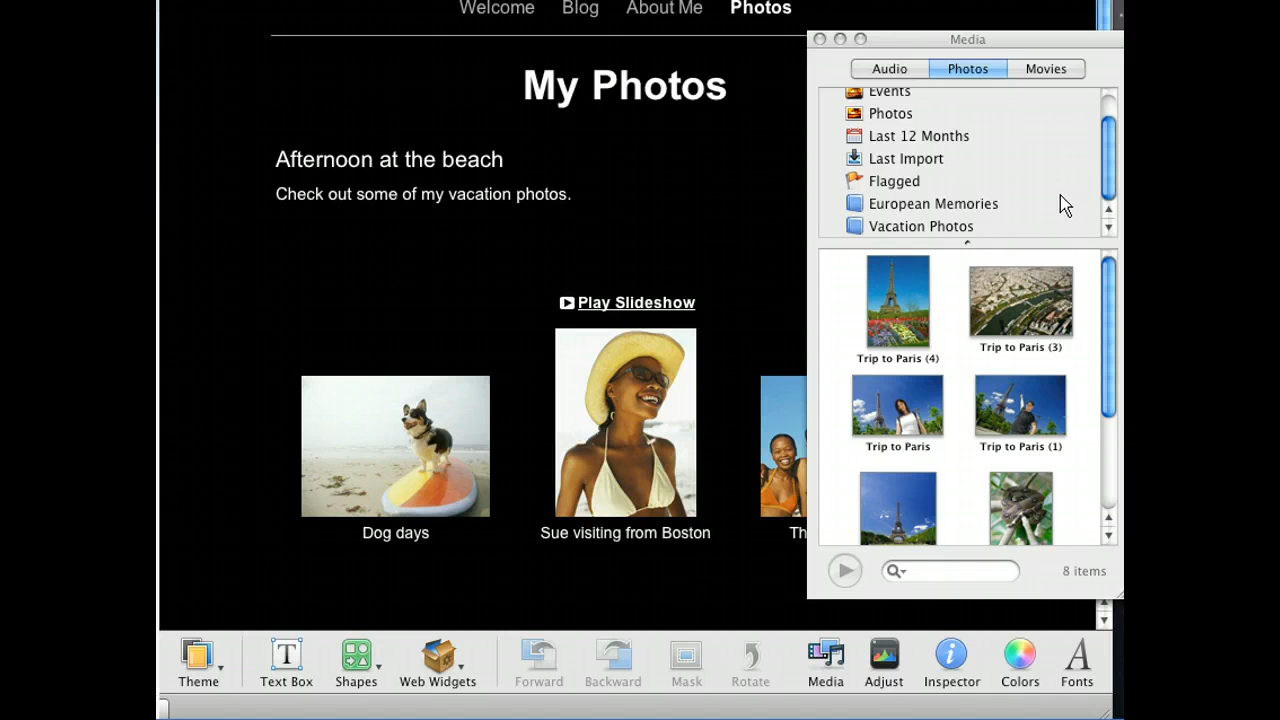 Welcome Blog About Me Photos
My Photos
Afternoon at the beach
Check out some of my vacation photos.
Play Slideshow
Dog days
Sue visiting from Boston
Th
Media
Audio Photos Movies
Events
Photos
Last 12 Months
Last Import
Flagged
European Memories
Vacation Photos
Trip to Paris (4) Trip to Paris (3)
Trip to Paris Trip to Paris (1)
8 items
Theme Text Box Shapes Web Widgets Forward Backward Mask Rotate Media Adjust Inspector Colors Fonts